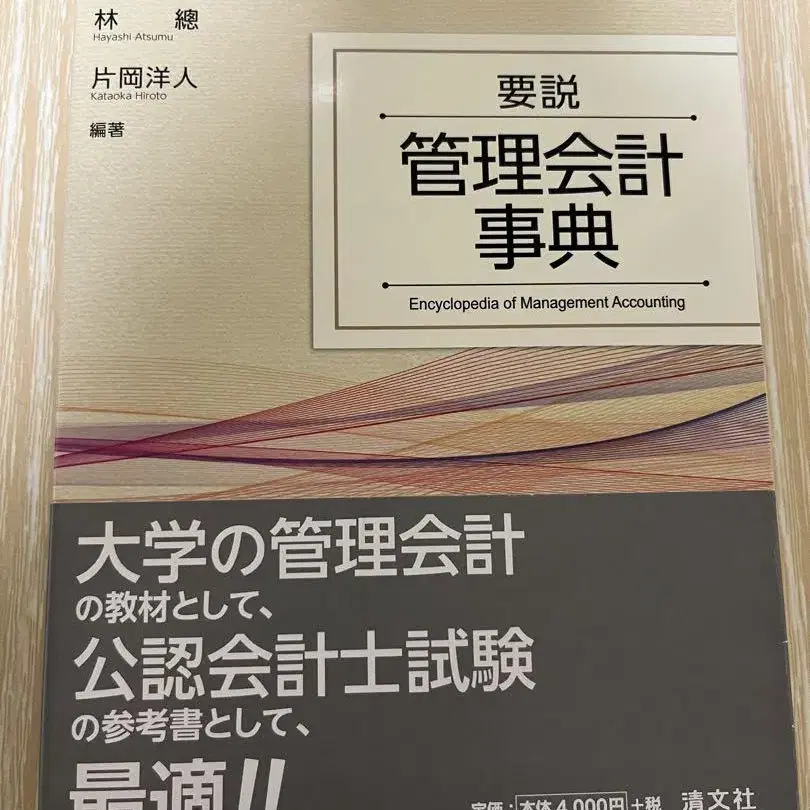 林 總
Hayashi Atsumu
片岡洋人
Kataoka Hiroto
編著
要説
管理会計
事典
Encyclopedia of Management Accounting
大学の管理会計
の教材として、
公認会計士試験
の参考書として、
最適!!
定価：本体4,000円＋税 清文社